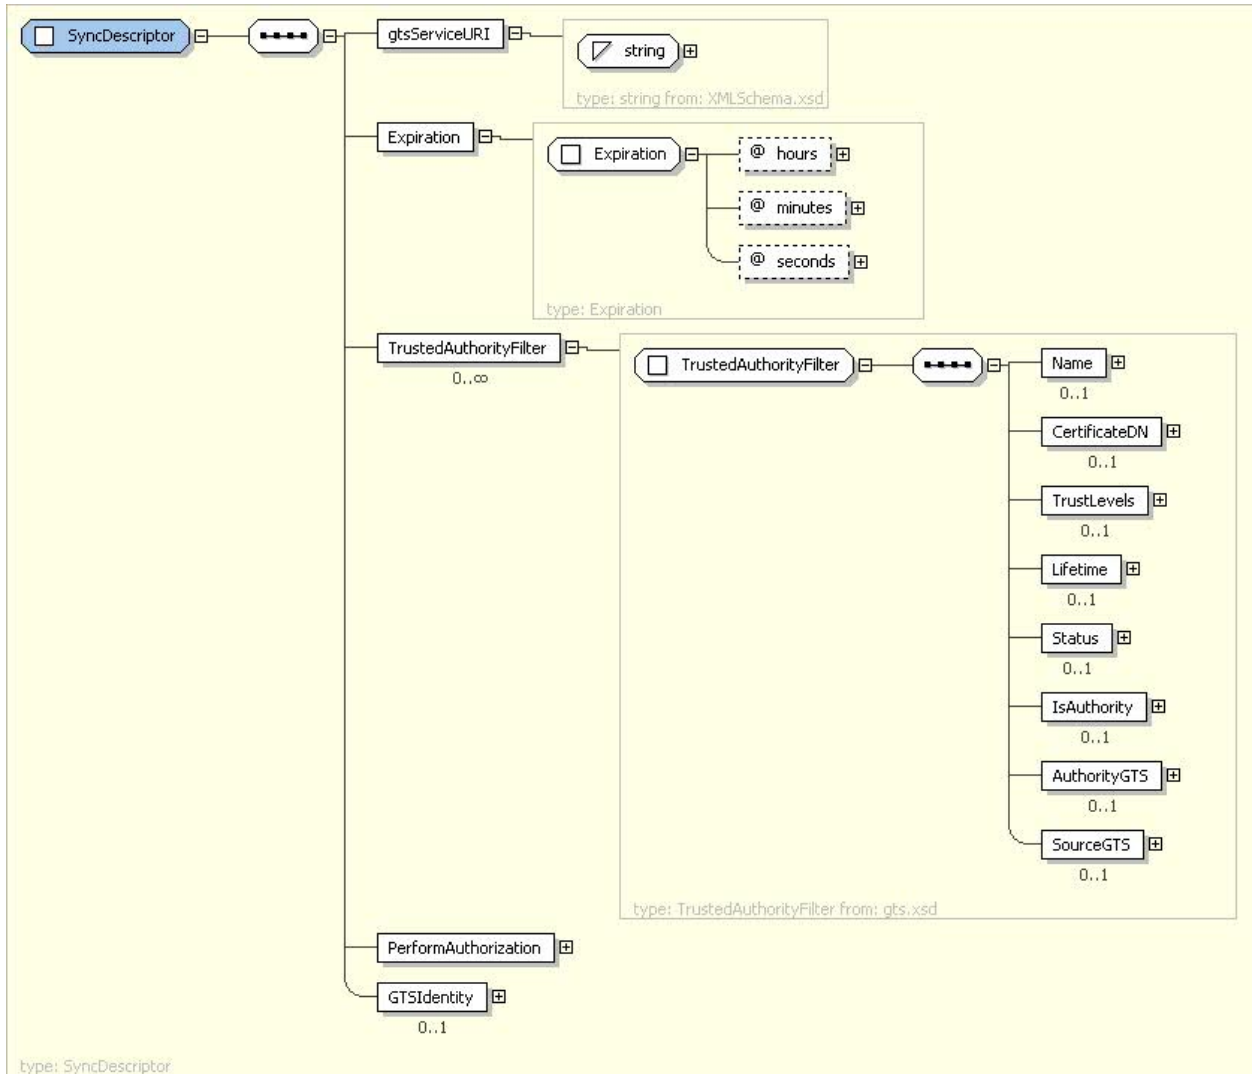 SyncDescriptor
gtsServiceURI
string
type: string from: XMLSchema.xsd
Expiration
Expiration
@ hours
@ minutes
@ seconds
type: Expiration
TrustedAuthorityFilter
0..∞
TrustedAuthorityFilter
Name
0..1
CertificateDN
0..1
TrustLevels
0..1
Lifetime
0..1
Status
0..1
IsAuthority
0..1
AuthorityGTS
0..1
SourceGTS
0..1
type: TrustedAuthorityFilter from: gts.xsd
PerformAuthorization
GTSIdentity
0..1
type: SyncDescriptor